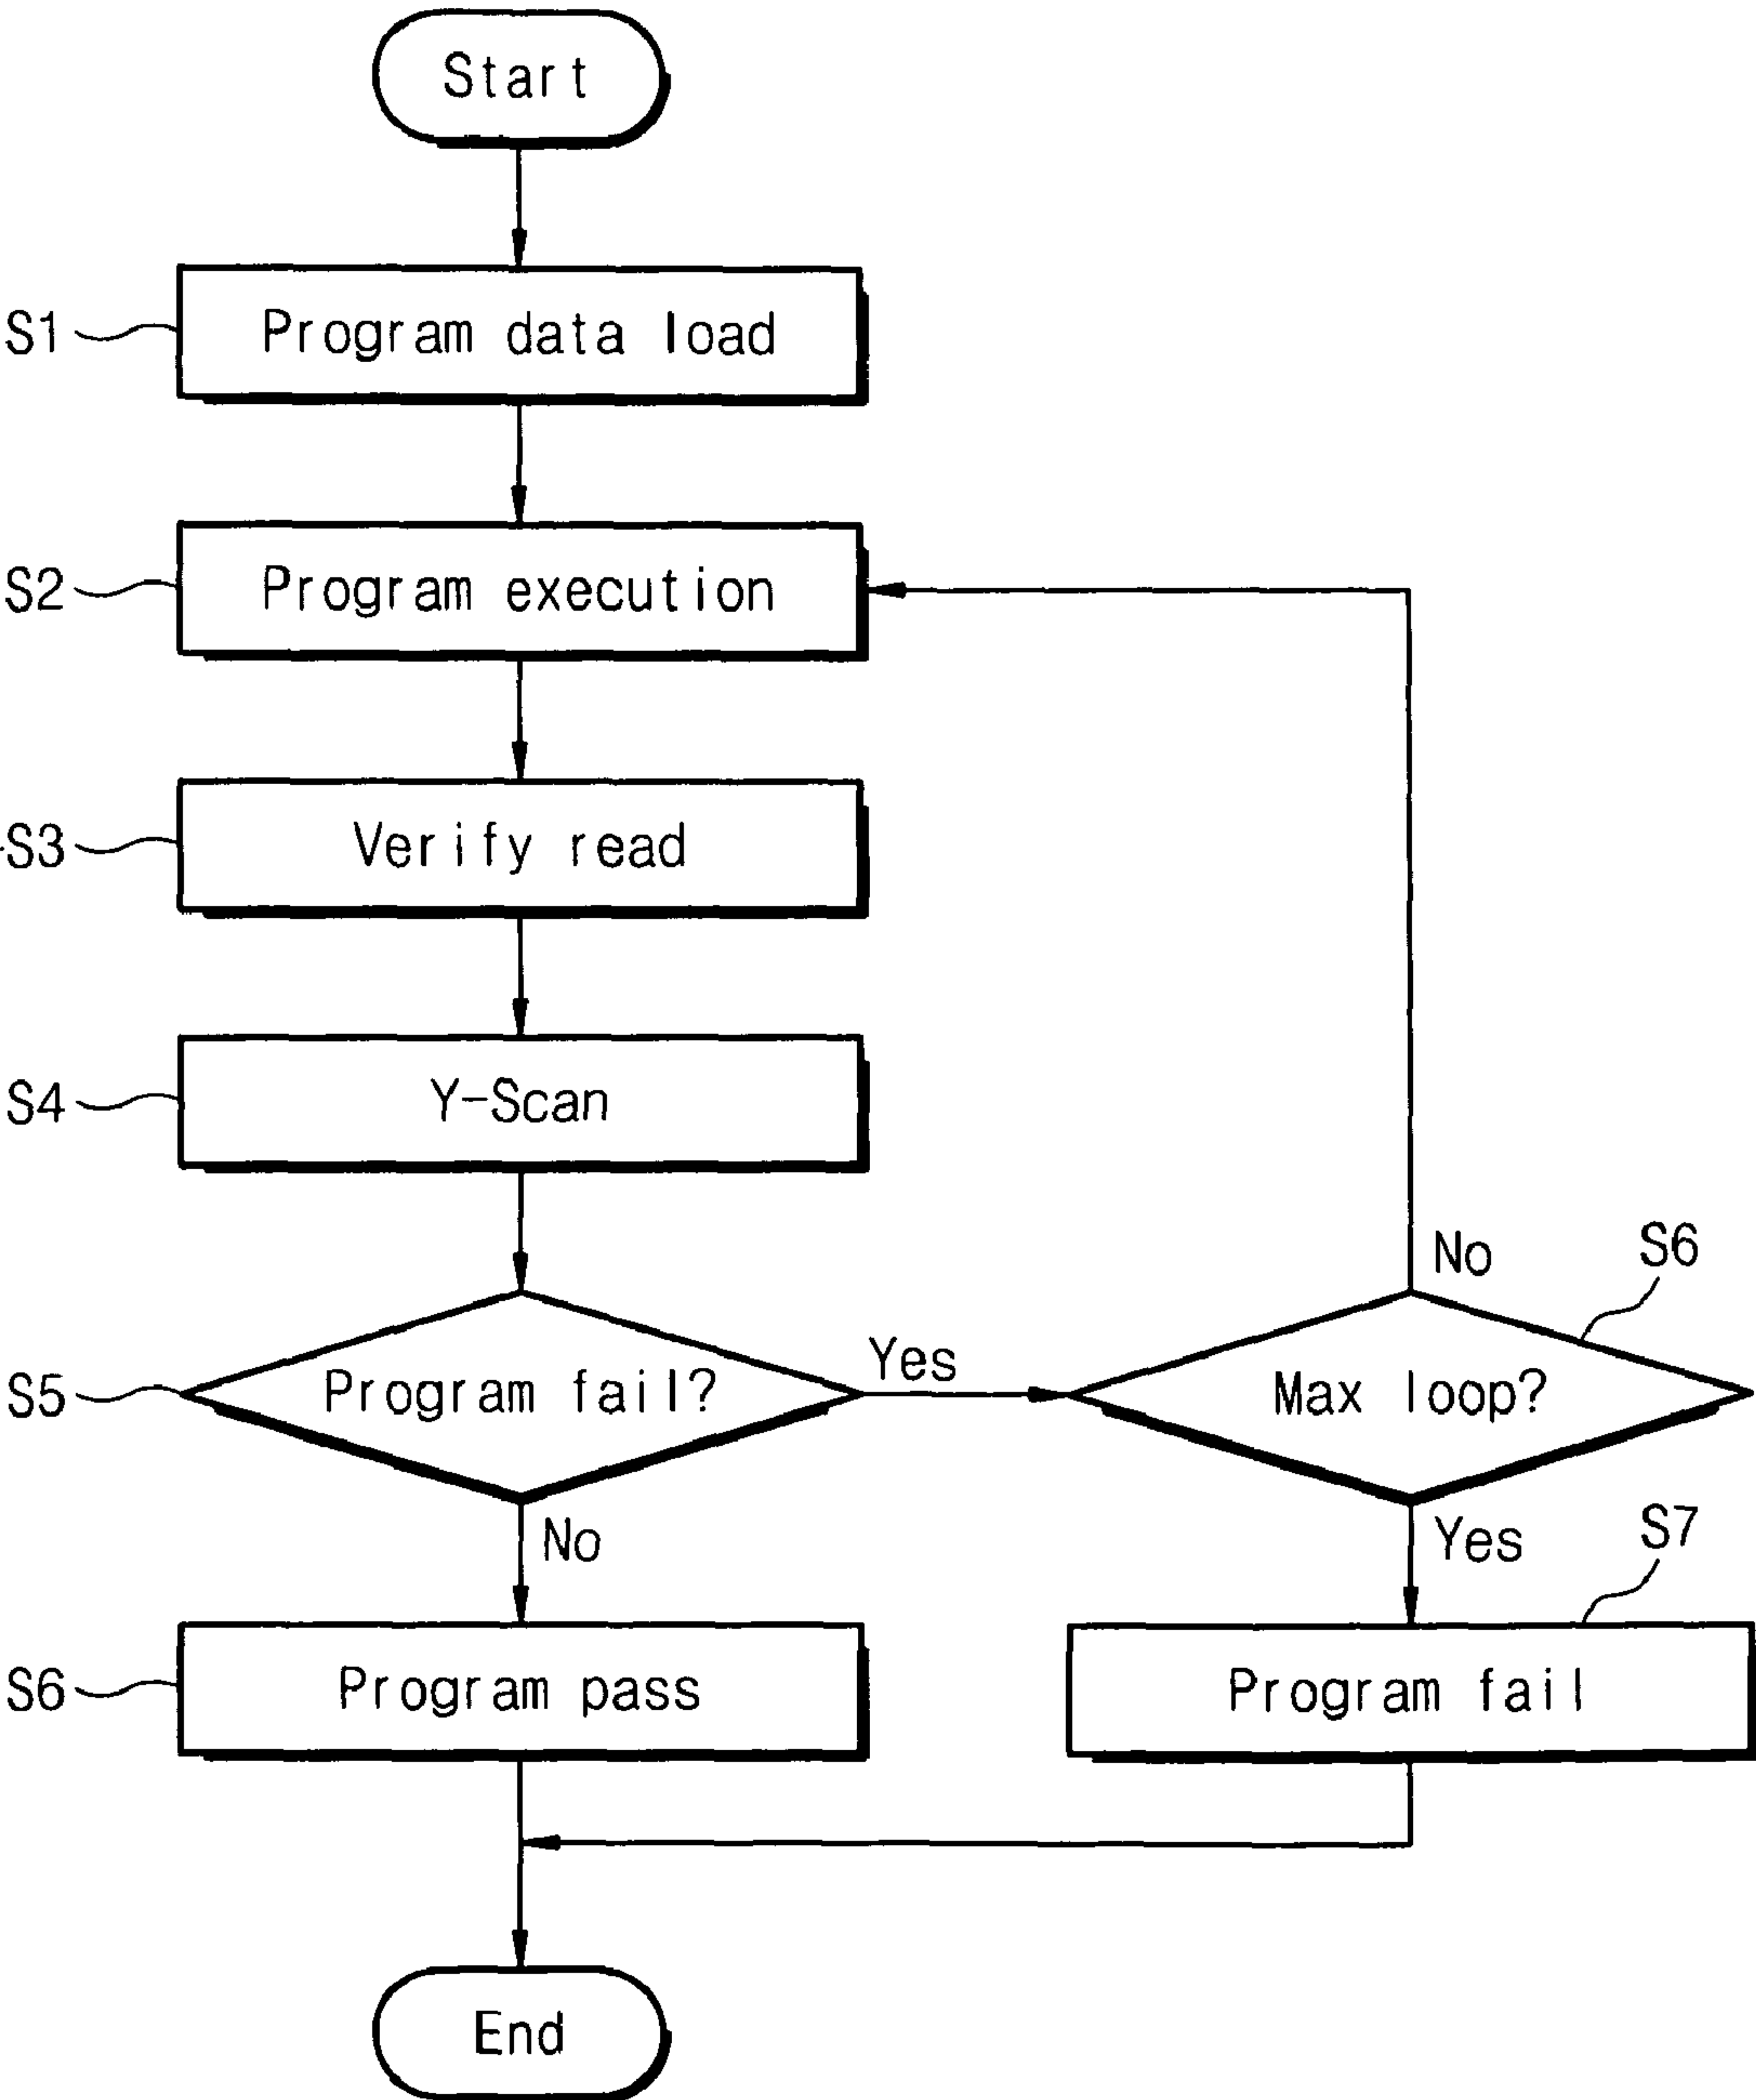 Start
S1
Program data load
S2
Program execution
S3
Verify read
S4
Y-Scan
No
S6
S5
Program fail?
Yes
Max loop?
No
Yes
S7
S6
Program pass
Program fail
End